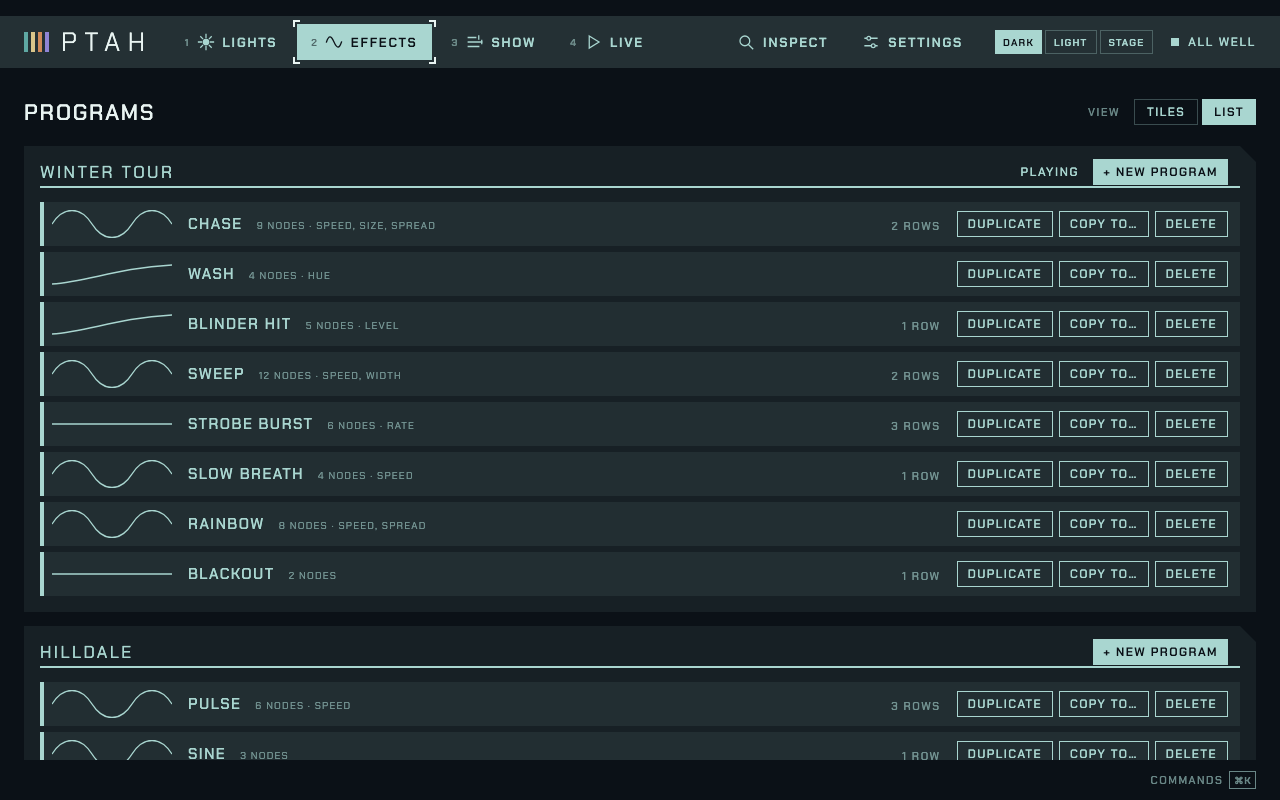 PTAH 1 LIGHTS 2 EFFECTS 3 SHOW 4 LIVE INSPECT SETTINGS DARK LIGHT STAGE ALL WELL
PROGRAMS VIEW TILES LIST
WINTER TOUR PLAYING + NEW PROGRAM
CHASE 9 NODES · SPEED, SIZE, SPREAD 2 ROWS DUPLICATE COPY TO… DELETE
WASH 4 NODES · HUE DUPLICATE COPY TO… DELETE
BLINDER HIT 5 NODES · LEVEL 1 ROW DUPLICATE COPY TO… DELETE
SWEEP 12 NODES · SPEED, WIDTH 2 ROWS DUPLICATE COPY TO… DELETE
STROBE BURST 6 NODES · RATE 3 ROWS DUPLICATE COPY TO… DELETE
SLOW BREATH 4 NODES · SPEED 1 ROW DUPLICATE COPY TO… DELETE
RAINBOW 8 NODES · SPEED, SPREAD DUPLICATE COPY TO… DELETE
BLACKOUT 2 NODES 1 ROW DUPLICATE COPY TO… DELETE
HILLDALE + NEW PROGRAM
PULSE 6 NODES · SPEED 3 ROWS DUPLICATE COPY TO… DELETE
SINE 3 NODES 1 ROW DUPLICATE COPY TO… DELETE
COMMANDS ⌘K